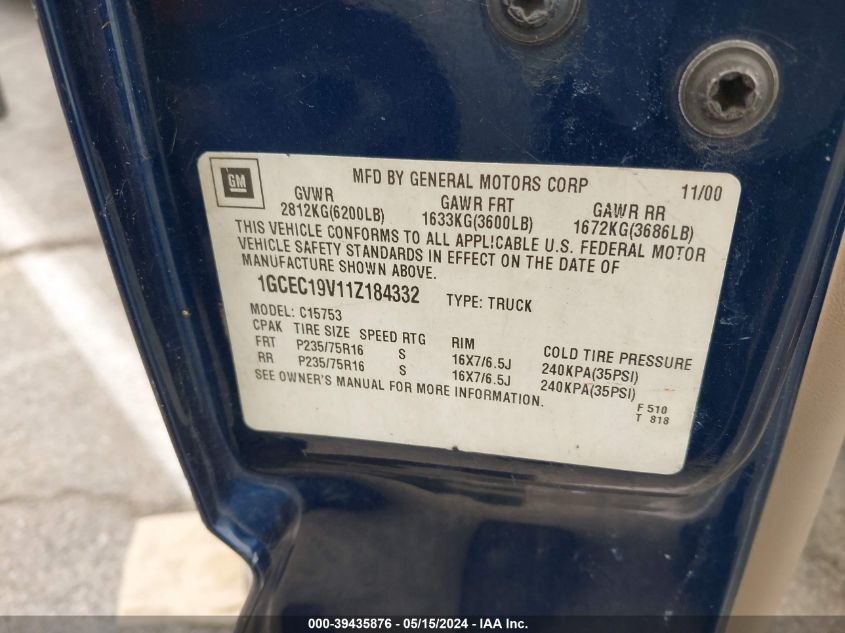 GM
MFD BY GENERAL MOTORS CORP 11/00
GVWR GAWR FRT GAWR RR
2812KG(6200LB) 1633KG(3600LB) 1672KG(3686LB)
THIS VEHICLE CONFORMS TO ALL APPLICABLE U.S. FEDERAL MOTOR
VEHICLE SAFETY STANDARDS IN EFFECT ON THE DATE OF
MANUFACTURE SHOWN ABOVE.
1GCEC19V11Z184332 TYPE: TRUCK
MODEL: C15753
CPAK TIRE SIZE SPEED RTG RIM COLD TIRE PRESSURE
FRT P235/75R16 S 16X7/6.5J 240KPA(35PSI)
RR P235/75R16 S 16X7/6.5J 240KPA(35PSI)
SEE OWNER'S MANUAL FOR MORE INFORMATION.
F 510
T 818
000-39435876 - 05/15/2024 - IAA Inc.